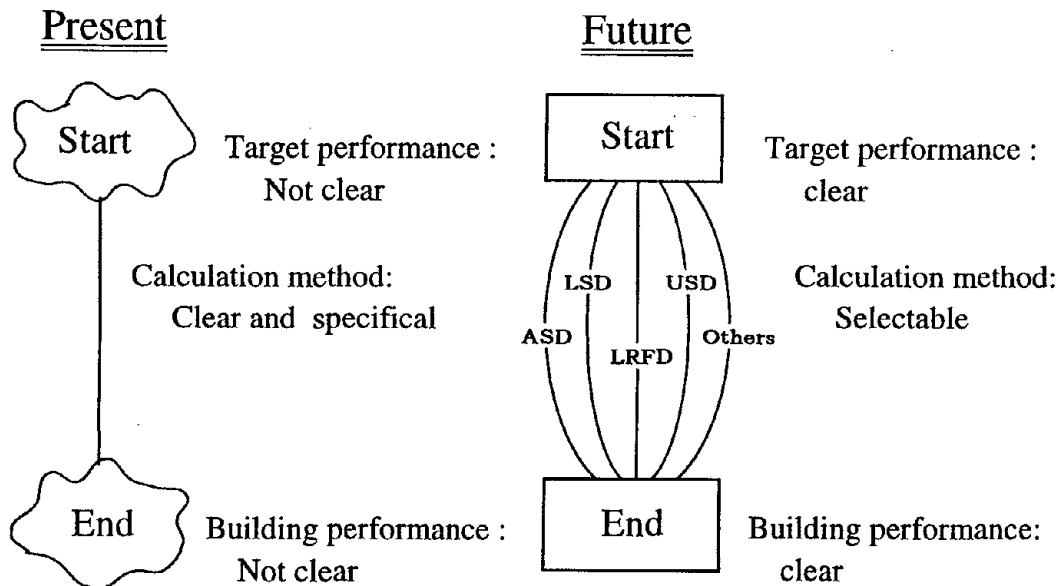 Present
Start
Target performance :
Not clear
Calculation method:
Clear and specifical
End
Building performance :
Not clear
Future
Start
Target performance :
clear
LSD
USD
ASD
Others
LRFD
Calculation method:
Selectable
End
Building performance:
clear